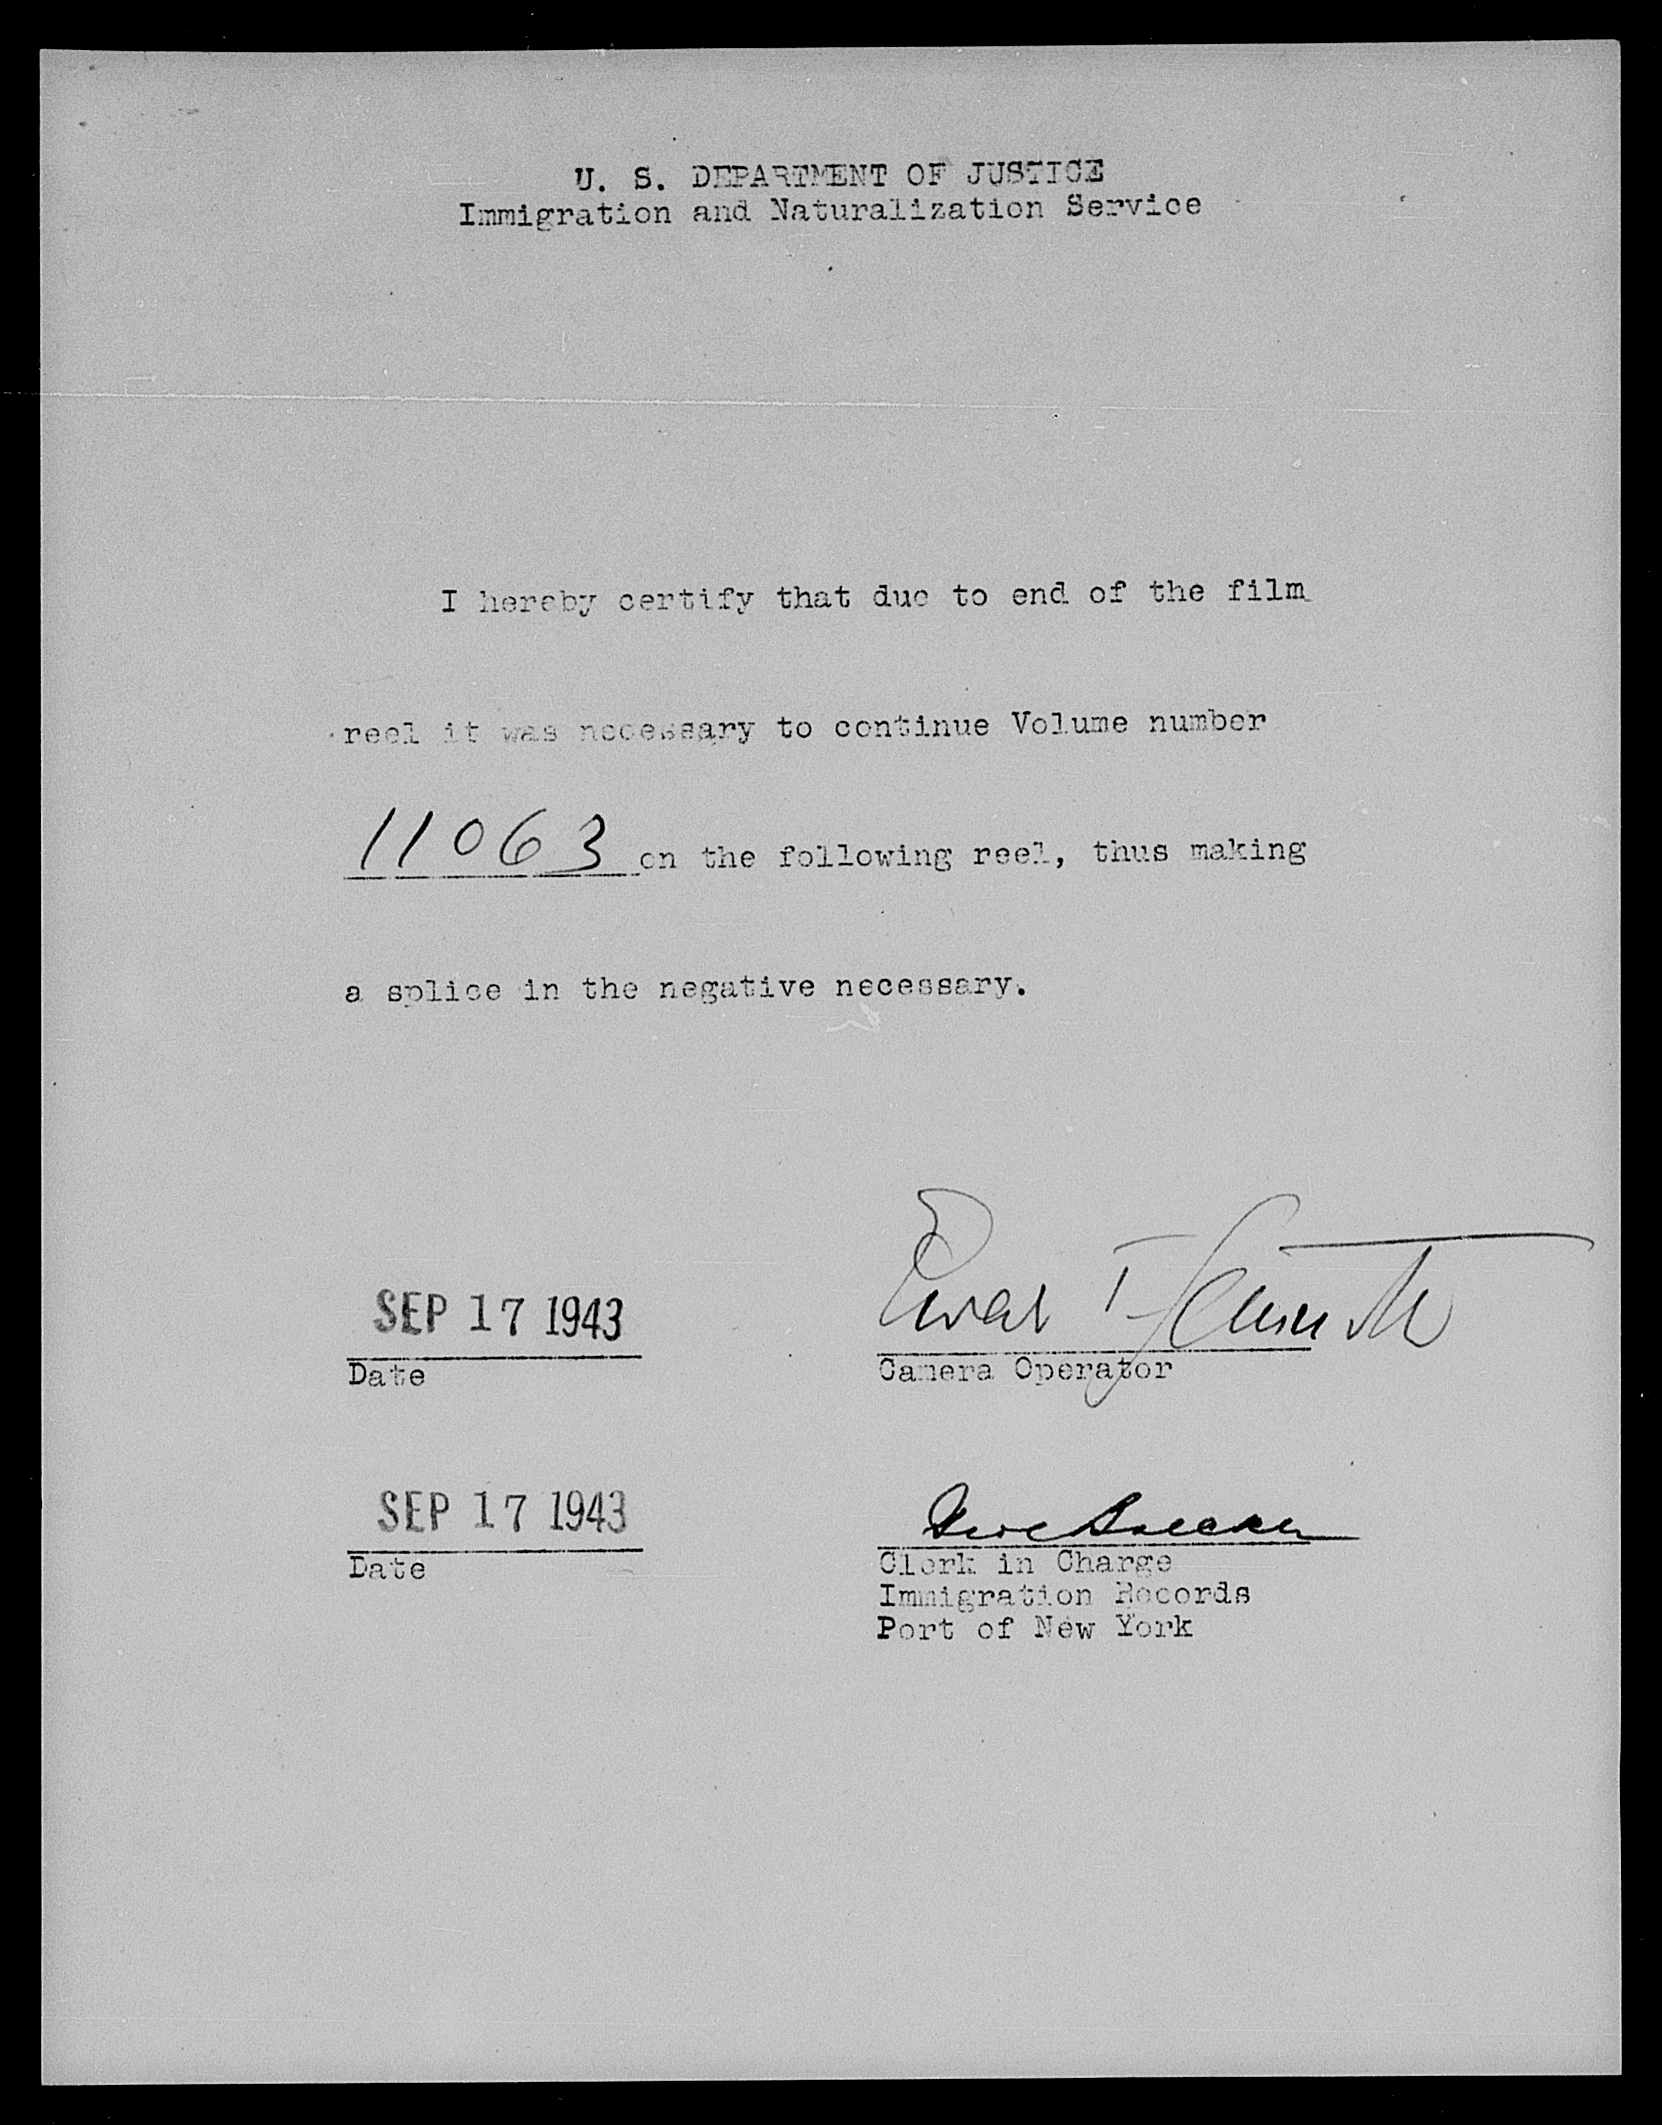 U. S. DEPARTMENT OF JUSTICE
Immigration and Naturalization Service
I hereby certify that due to end of the film
reel it was necessary to continue Volume number
11063 on the following reel, thus making
a splice in the negative necessary.
SEP 17 1943
Date
Camera Operator
SEP 17 1943
Date
Clerk in Charge
Immigration Records
Port of New York